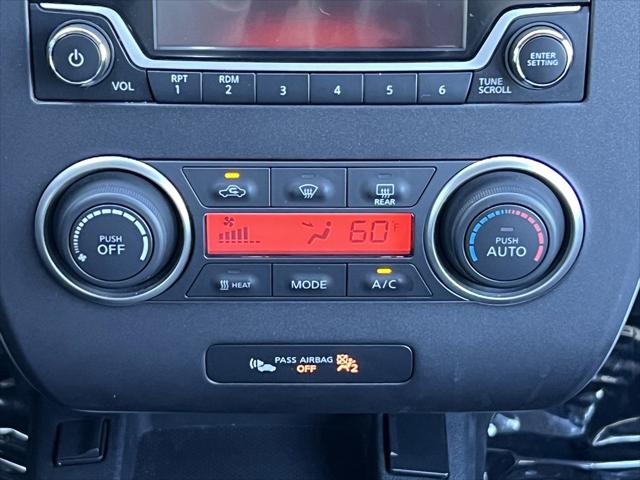 VOL
RPT 1
RDM 2
3
4
5
6
TUNE SCROLL
ENTER SETTING
REAR
PUSH OFF
60°F
PUSH AUTO
HEAT
MODE
A/C
PASS AIRBAG
OFF
2